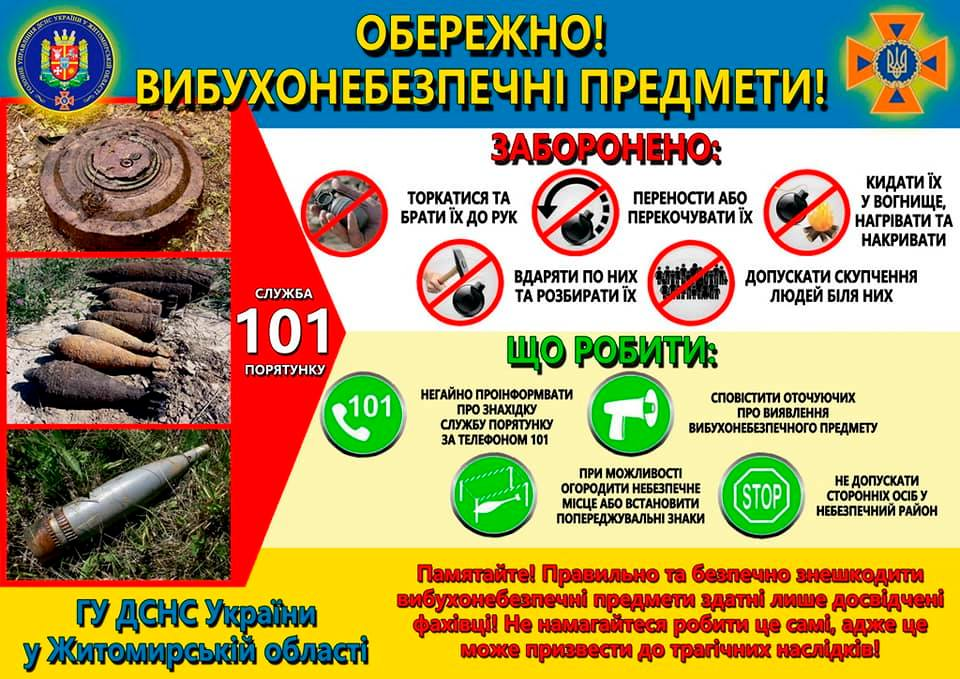 ОБЕРЕЖНО!
ВИБУХОНЕБЕЗПЕЧНІ ПРЕДМЕТИ!
ЗАБОРОНЕНО:
ТОРКАТИСЯ ТА
БРАТИ ЇХ ДО РУК
ПЕРЕНОСТИ АБО
ПЕРЕКОЧУВАТИ ЇХ
КИДАТИ ЇХ
У ВОГНИЩЕ,
НАГРІВАТИ ТА
НАКРИВАТИ
ВДАРЯТИ ПО НИХ
ТА РОЗБИРАТИ ЇХ
ДОПУСКАТИ СКУПЧЕННЯ
ЛЮДЕЙ БІЛЯ НИХ
СЛУЖБА
101
ПОРЯТУНКУ
ЩО РОБИТИ:
101
НЕГАЙНО ПРОІНФОРМВАТИ
ПРО ЗНАХІДКУ
СЛУЖБУ ПОРЯТУНКУ
ЗА ТЕЛЕФОНОМ 101
СПОВІСТИТИ ОТОЧУЮЧИХ
ПРО ВИЯВЛЕННЯ
ВИБУХОНЕБЕЗПЕЧНОГО ПРЕДМЕТУ
ПРИ МОЖЛИВОСТІ
ОГОРОДИТИ НЕБЕЗПЕЧНЕ
МІСЦЕ АБО ВСТАНОВИТИ
ПОПЕРЕДЖУВАЛЬНІ ЗНАКИ
STOP
НЕ ДОПУСКАТИ
СТОРОННІХ ОСІБ У
НЕБЕЗПЕЧНИЙ РАЙОН
ГУ ДСНС України
у Житомирській області
Памятайте! Правильно та безпечно знешкодити
вибухонебезпечні предмети здатні лише досвідчені
фахівці! Не намагайтеся робити це самі, адже це
може призвести до трагічних наслідків!